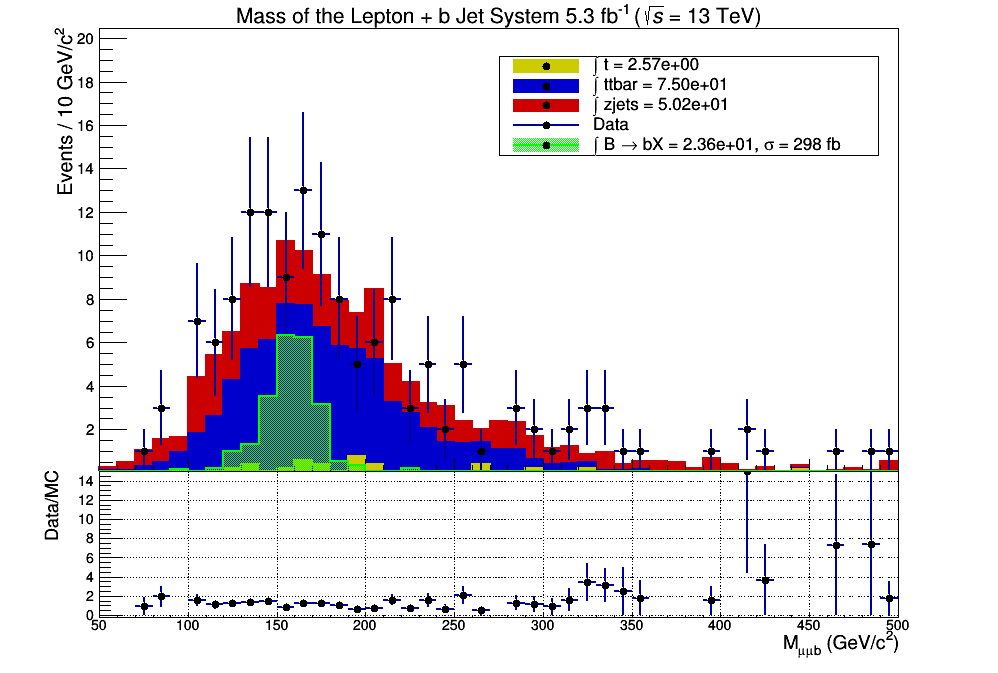 Mass of the Lepton + b Jet System 5.3 fb⁻¹ (√s = 13 TeV)
Events / 10 GeV/c²
20
18
16
14
12
10
8
6
4
2
∫ t = 2.57e+00
∫ ttbar = 7.50e+01
∫ zjets = 5.02e+01
Data
∫ B → bX = 2.36e+01, σ = 298 fb
Data/MC
14
12
10
8
6
4
2
0
50 100 150 200 250 300 350 400 450 500
M_μμb (GeV/c²)